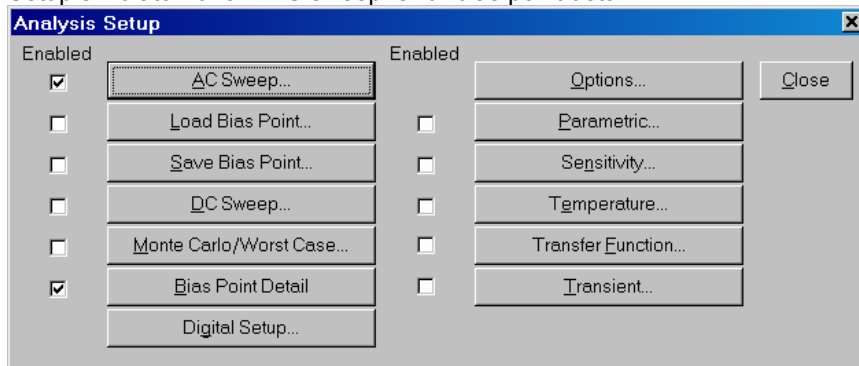 Analysis Setup
Enabled Enabled
AC Sweep... Options... Close
Load Bias Point... Parametric...
Save Bias Point... Sensitivity...
DC Sweep... Temperature...
Monte Carlo/Worst Case... Transfer Function...
Bias Point Detail Transient...
Digital Setup...